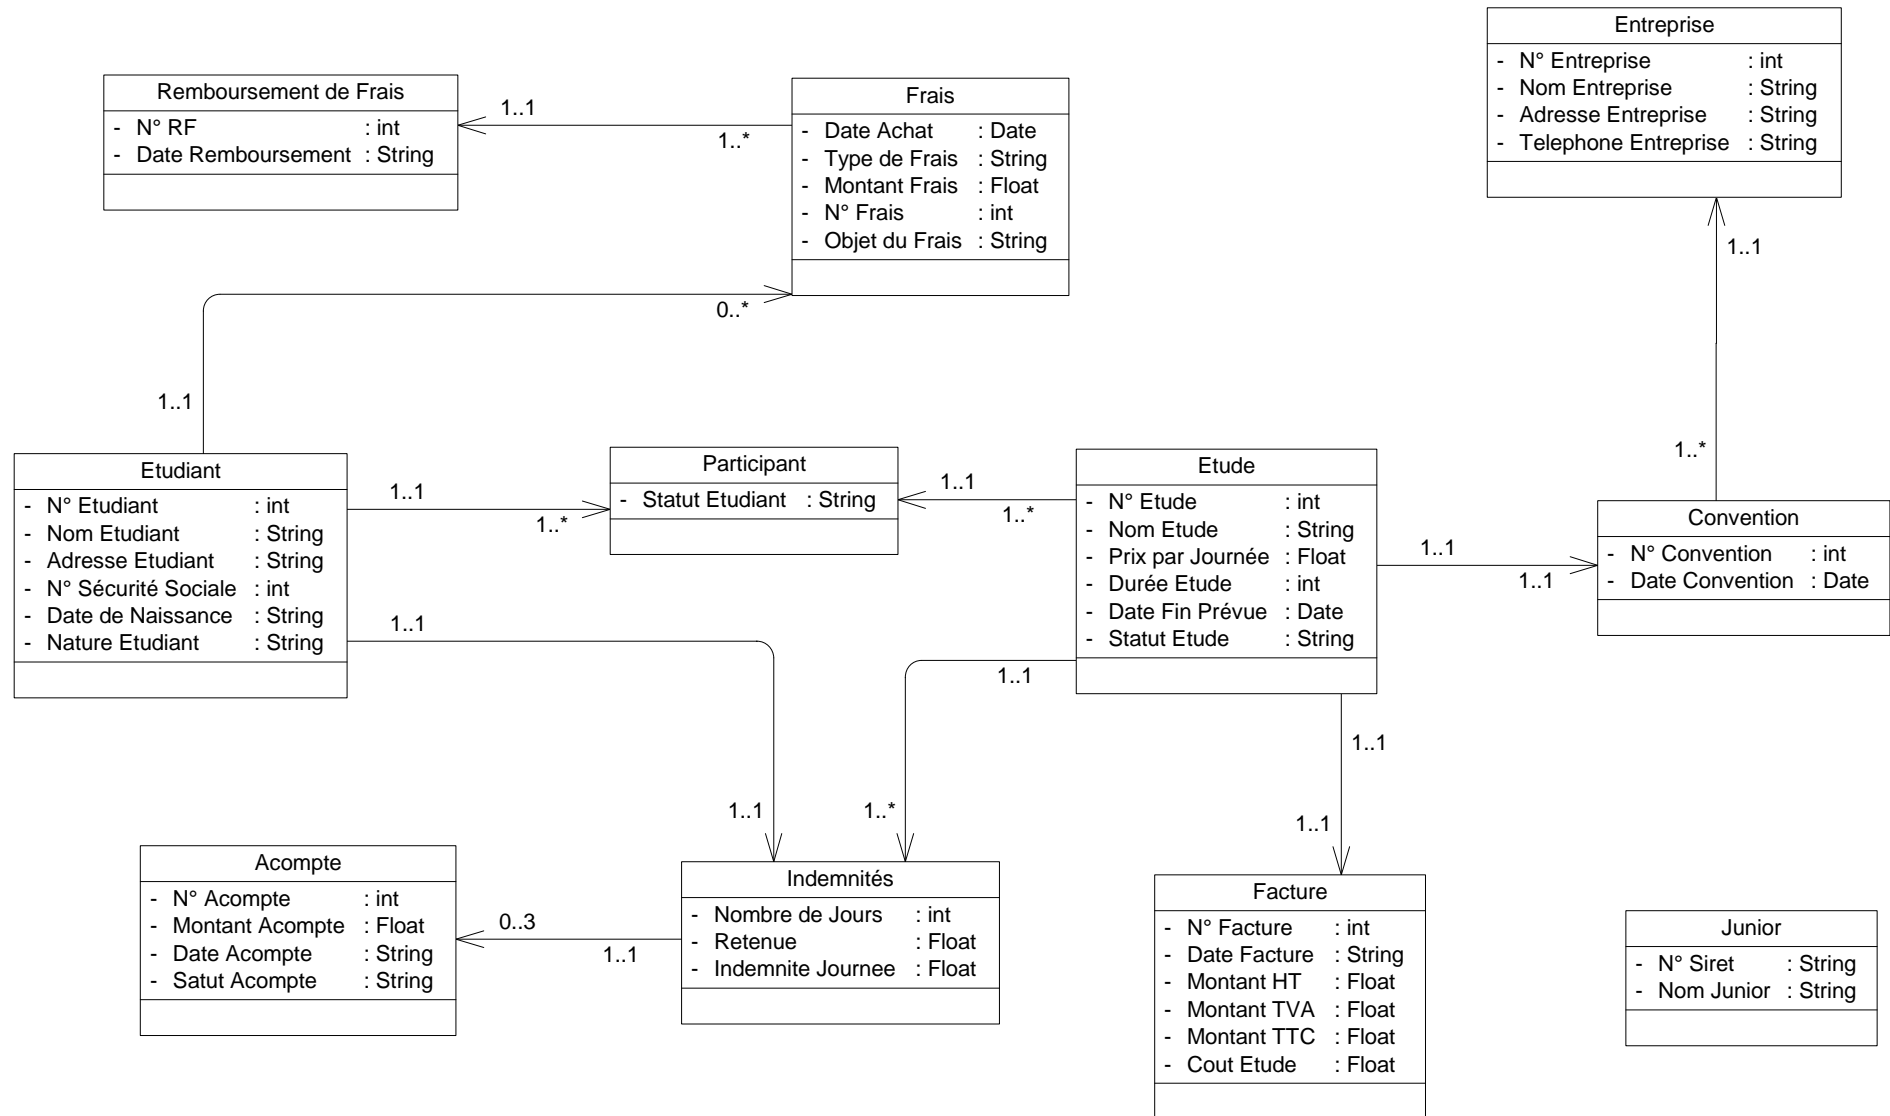 Entreprise
- N° Entreprise : int
- Nom Entreprise : String
- Adresse Entreprise : String
- Telephone Entreprise : String
Remboursement de Frais
- N° RF : int
- Date Remboursement : String
1..1
1..*
Frais
- Date Achat : Date
- Type de Frais : String
- Montant Frais : Float
- N° Frais : int
- Objet du Frais : String
1..1
0..*
1..1
1..*
Etudiant
- N° Etudiant : int
- Nom Etudiant : String
- Adresse Etudiant : String
- N° Sécurité Sociale : int
- Date de Naissance : String
- Nature Etudiant : String
1..1
1..*
Participant
- Statut Etudiant : String
1..1
1..*
Etude
- N° Etude : int
- Nom Etude : String
- Prix par Journée : Float
- Durée Etude : int
- Date Fin Prévue : Date
- Statut Etude : String
1..1
1..1
Convention
- N° Convention : int
- Date Convention : Date
1..1
1..1
1..1
1..1
1..*
1..1
Acompte
- N° Acompte : int
- Montant Acompte : Float
- Date Acompte : String
- Satut Acompte : String
0..3
1..1
Indemnités
- Nombre de Jours : int
- Retenue : Float
- Indemnite Journee : Float
Facture
- N° Facture : int
- Date Facture : String
- Montant HT : Float
- Montant TVA : Float
- Montant TTC : Float
- Cout Etude : Float
Junior
- N° Siret : String
- Nom Junior : String